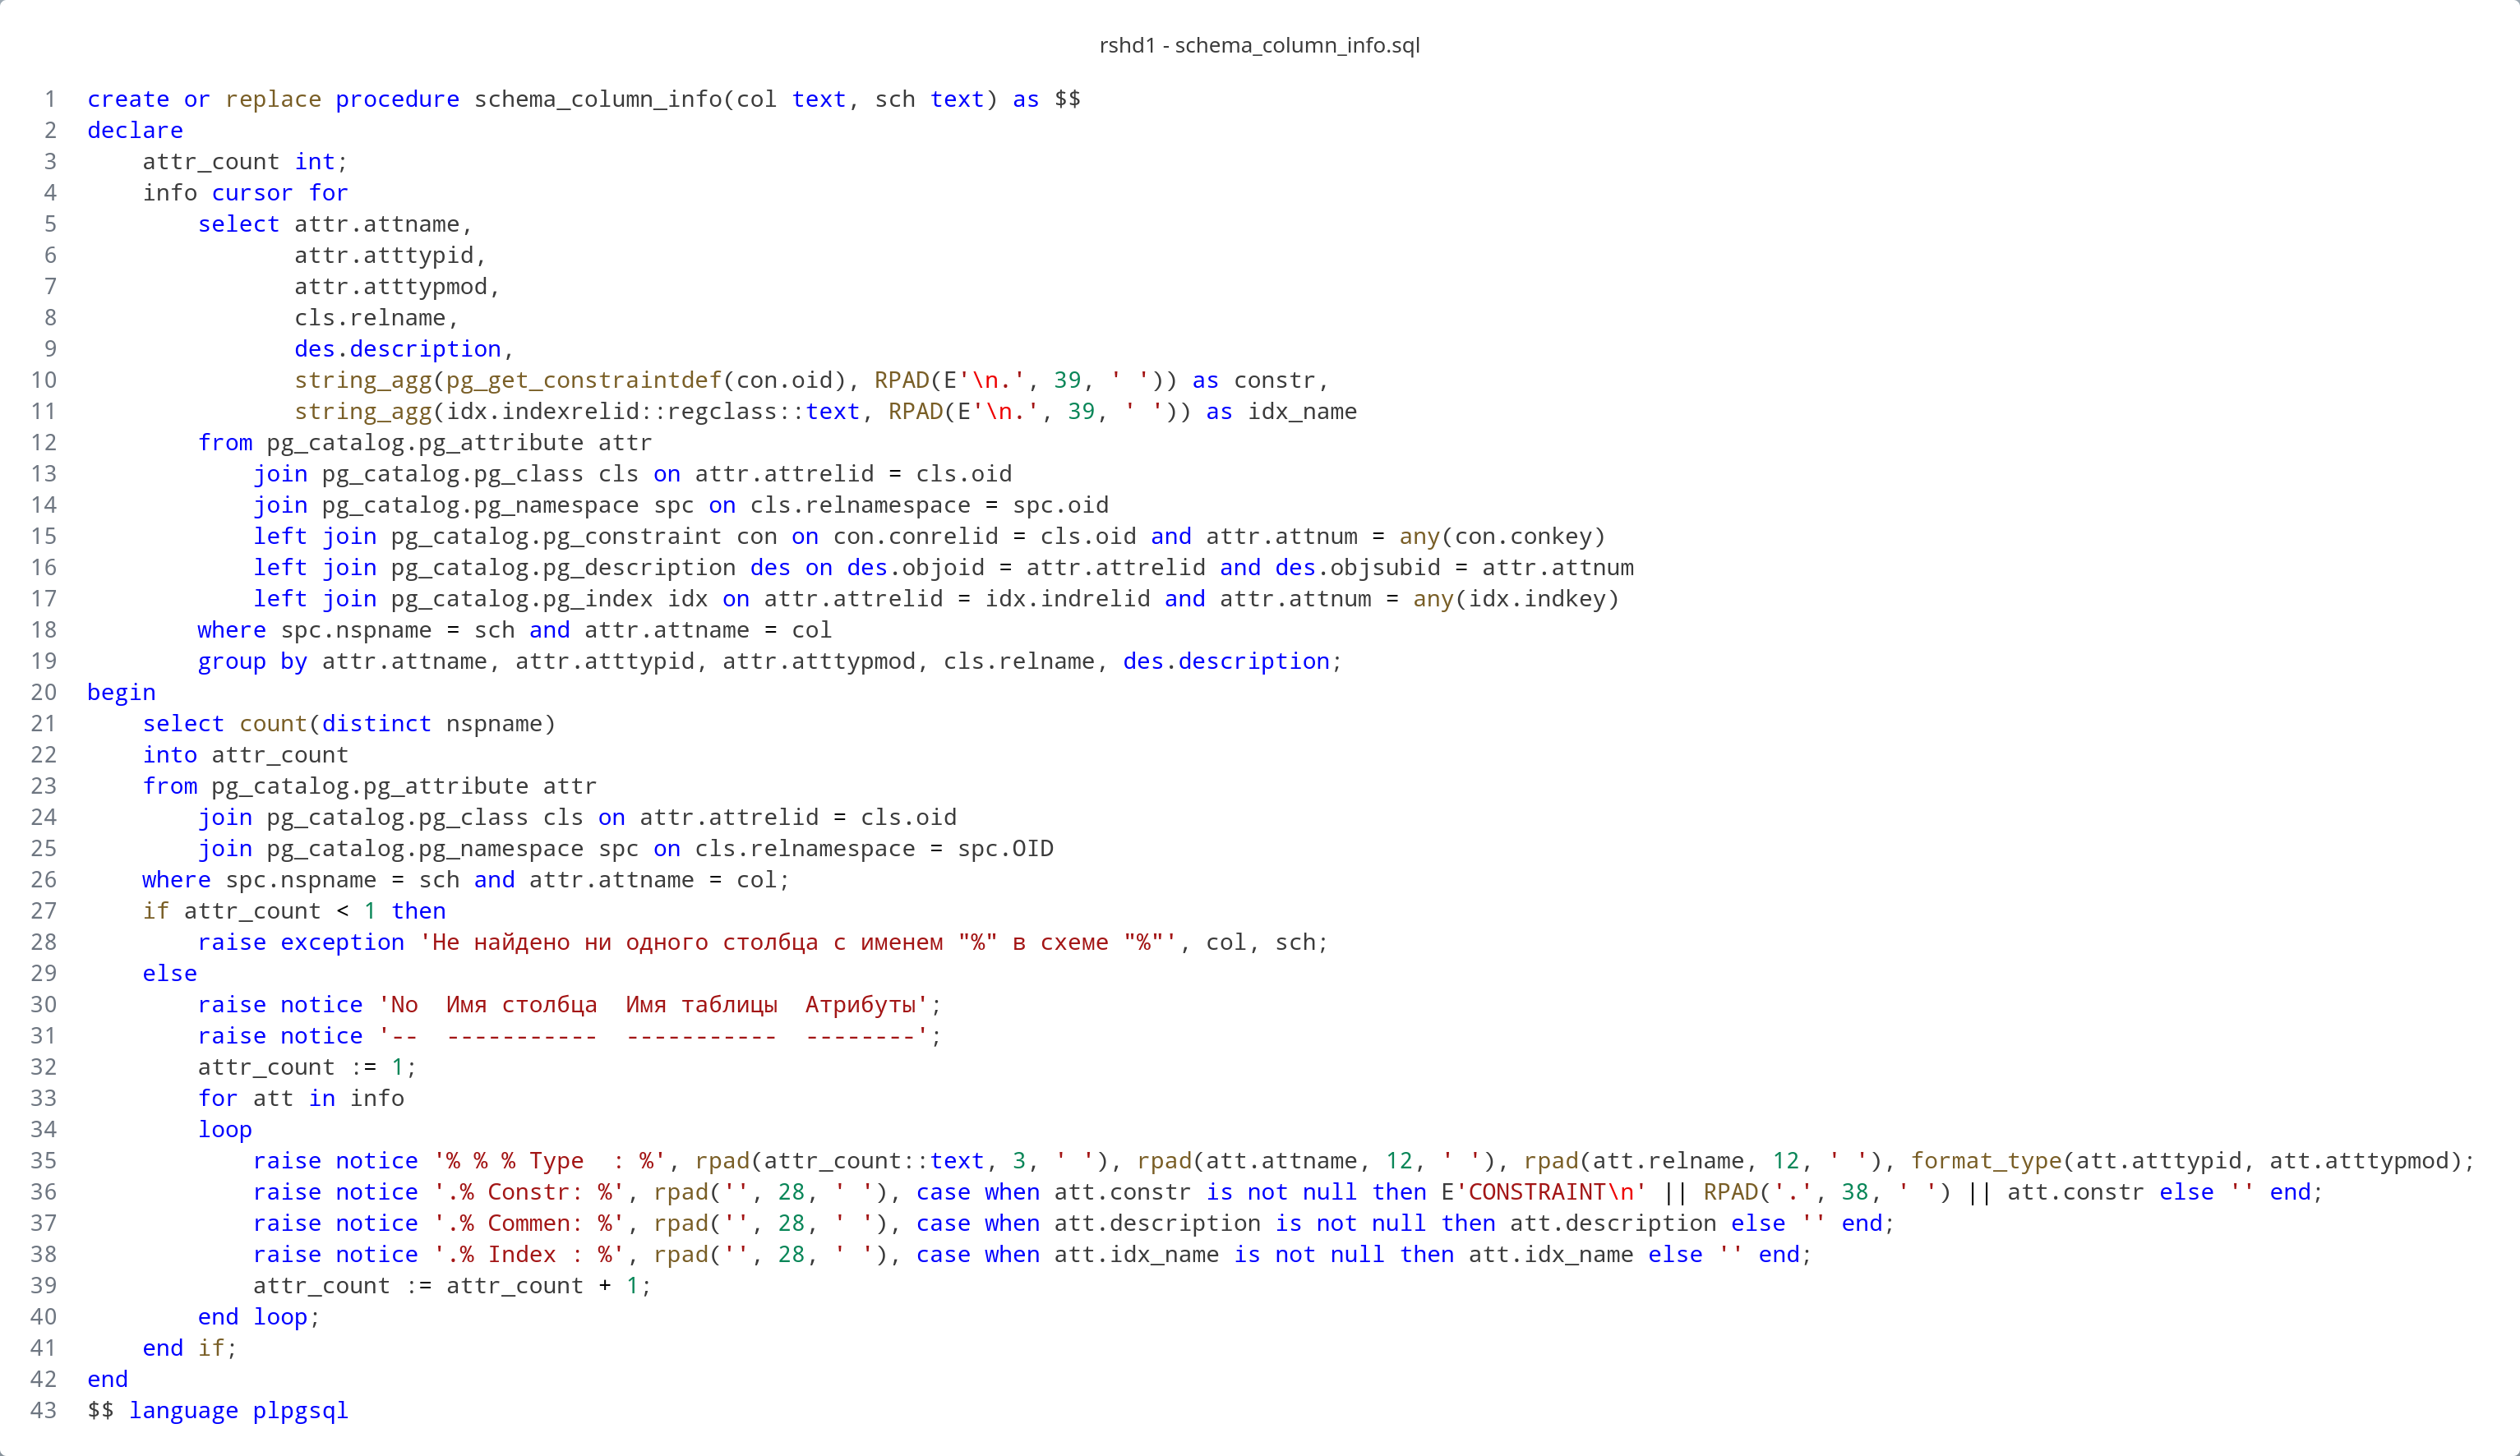 rshd1 - schema_column_info.sql
1 create or replace procedure schema_column_info(col text, sch text) as $$
2 declare
3     attr_count int;
4     info cursor for
5         select attr.attname,
6                attr.atttypid,
7                attr.atttypmod,
8                cls.relname,
9                des.description,
10                string_agg(pg_get_constraintdef(con.oid), RPAD(E'\n.', 39, ' ')) as constr,
11                string_agg(idx.indexrelid::regclass::text, RPAD(E'\n.', 39, ' ')) as idx_name
12         from pg_catalog.pg_attribute attr
13             join pg_catalog.pg_class cls on attr.attrelid = cls.oid
14             join pg_catalog.pg_namespace spc on cls.relnamespace = spc.oid
15             left join pg_catalog.pg_constraint con on con.conrelid = cls.oid and attr.attnum = any(con.conkey)
16             left join pg_catalog.pg_description des on des.objoid = attr.attrelid and des.objsubid = attr.attnum
17             left join pg_catalog.pg_index idx on attr.attrelid = idx.indrelid and attr.attnum = any(idx.indkey)
18         where spc.nspname = sch and attr.attname = col
19         group by attr.attname, attr.atttypid, attr.atttypmod, cls.relname, des.description;
20 begin
21     select count(distinct nspname)
22     into attr_count
23     from pg_catalog.pg_attribute attr
24         join pg_catalog.pg_class cls on attr.attrelid = cls.oid
25         join pg_catalog.pg_namespace spc on cls.relnamespace = spc.OID
26     where spc.nspname = sch and attr.attname = col;
27     if attr_count < 1 then
28         raise exception 'Не найдено ни одного столбца с именем "%" в схеме "%"', col, sch;
29     else
30         raise notice 'No  Имя столбца  Имя таблицы  Атрибуты';
31         raise notice '--  -----------  -----------  --------';
32         attr_count := 1;
33         for att in info
34         loop
35             raise notice '% % % Type  : %', rpad(attr_count::text, 3, ' '), rpad(att.attname, 12, ' '), rpad(att.relname, 12, ' '), format_type(att.atttypid, att.atttypmod);
36             raise notice '.% Constr: %', rpad('', 28, ' '), case when att.constr is not null then E'CONSTRAINT\n' || RPAD('.', 38, ' ') || att.constr else '' end;
37             raise notice '.% Commen: %', rpad('', 28, ' '), case when att.description is not null then att.description else '' end;
38             raise notice '.% Index : %', rpad('', 28, ' '), case when att.idx_name is not null then att.idx_name else '' end;
39             attr_count := attr_count + 1;
40         end loop;
41     end if;
42 end
43 $$ language plpgsql